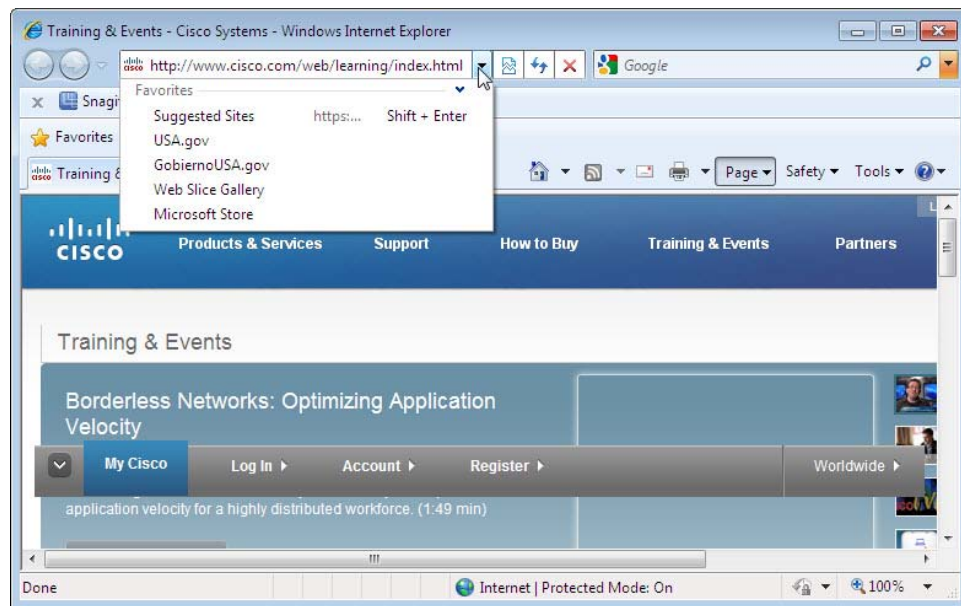 Training & Events - Cisco Systems - Windows Internet Explorer
http://www.cisco.com/web/learning/index.html
Google
x Snagi
Favorites
Suggested Sites https:... Shift + Enter
USA.gov
GobiernoUSA.gov
Web Slice Gallery
Microsoft Store
Favorites
Training &
Page Safety Tools
CISCO
Products & Services Support How to Buy Training & Events Partners
Training & Events
Borderless Networks: Optimizing Application
Velocity
My Cisco Log In Account Register Worldwide
application velocity for a highly distributed workforce. (1:49 min)
Done Internet | Protected Mode: On 100%